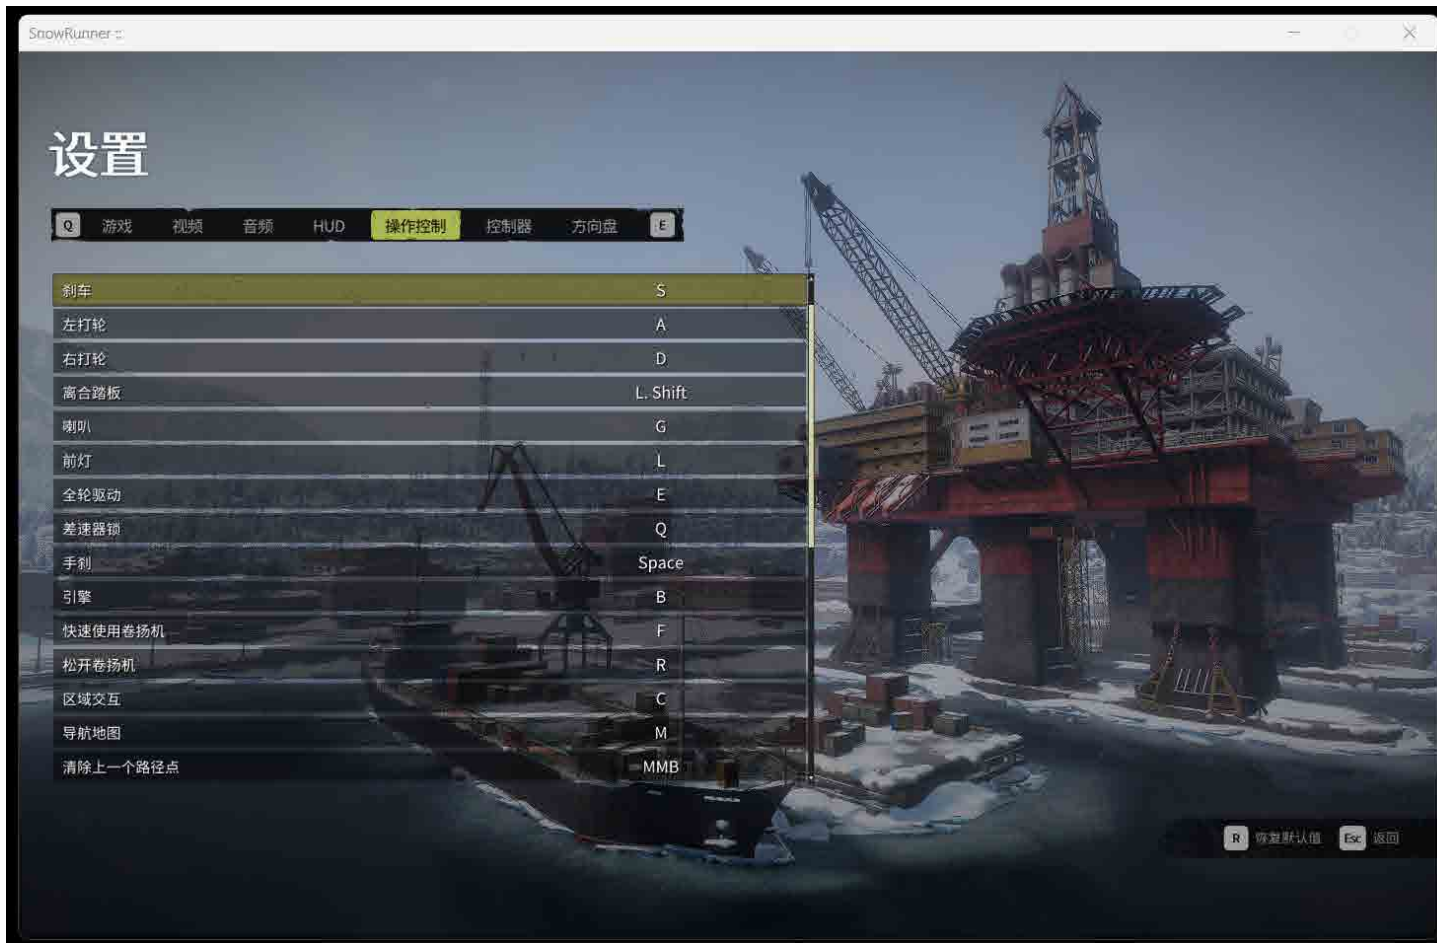 SnowRunner ::
设置
Q 游戏 视频 音频 HUD 操作控制 控制器 方向盘 E
刹车 S
左打轮 A
右打轮 D
离合踏板 L. Shift
喇叭 G
前灯 L
全轮驱动 E
差速器锁 Q
手刹 Space
引擎 B
快速使用卷扬机 F
松开卷扬机 R
区域交互 C
导航地图 M
清除上一个路径点 MMB
R 恢复默认值 Esc 返回